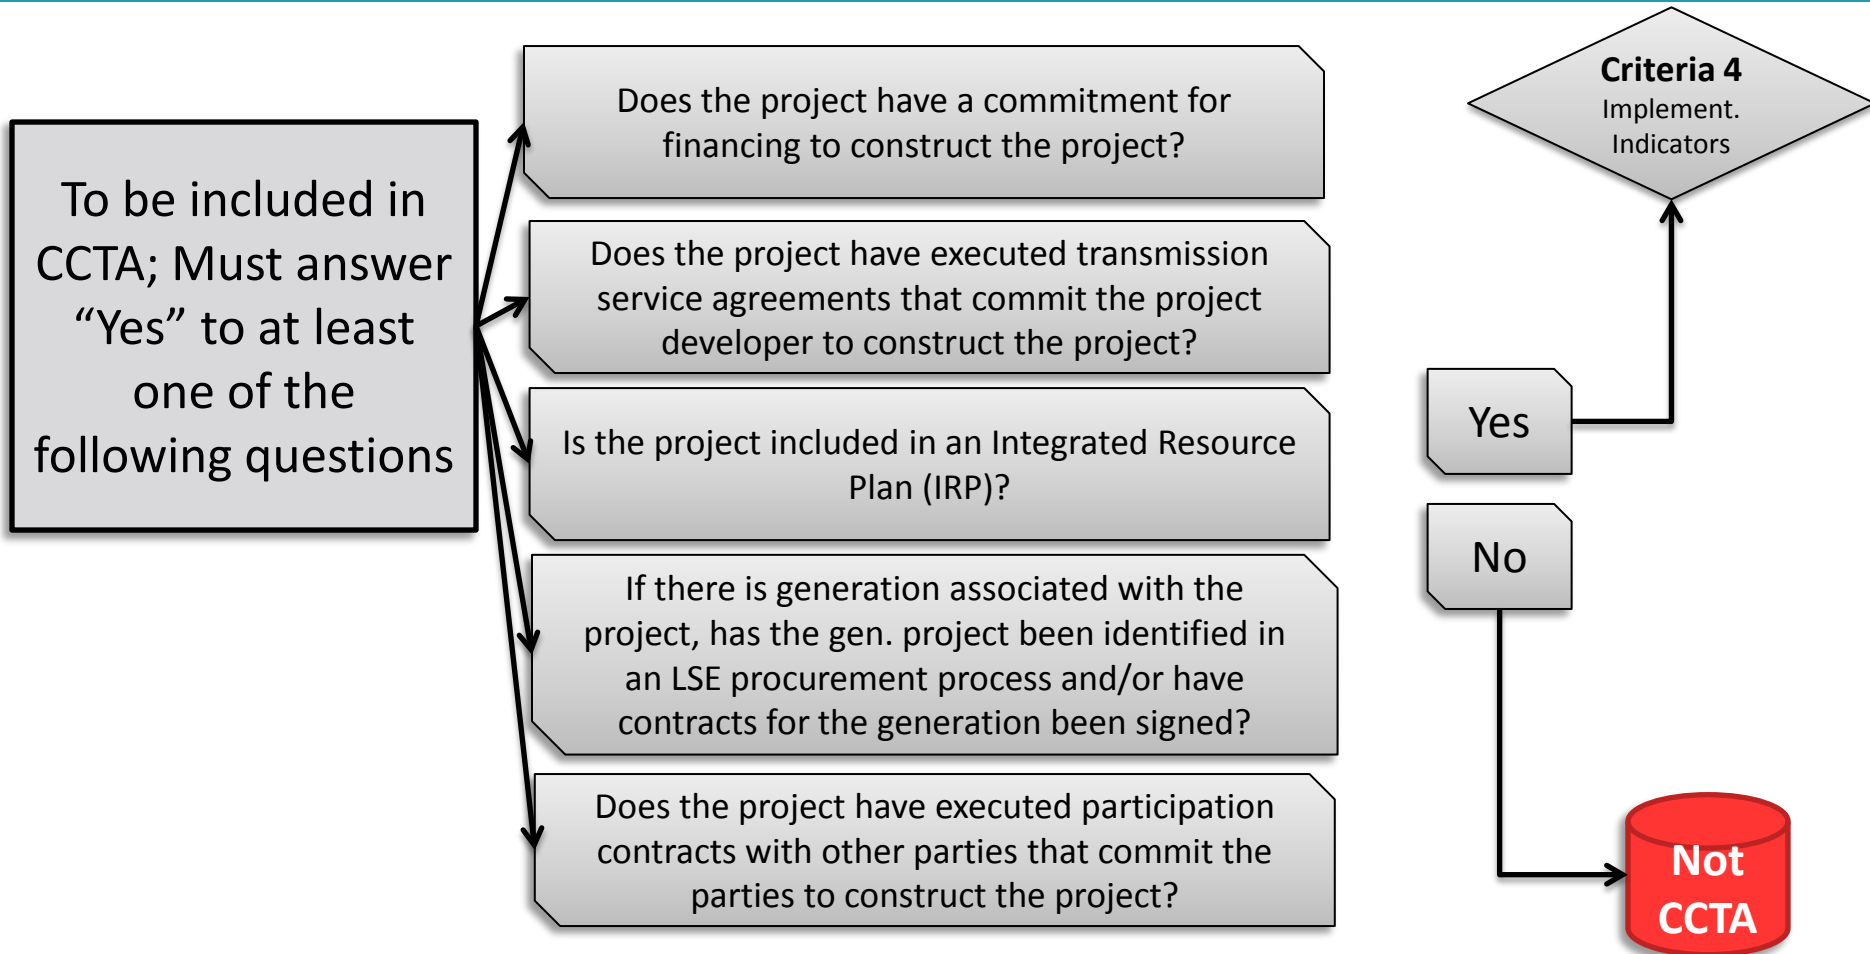 To be included in
CCTA; Must answer
“Yes” to at least
one of the
following questions
Does the project have a commitment for
financing to construct the project?
Does the project have executed transmission
service agreements that commit the project
developer to construct the project?
Is the project included in an Integrated Resource
Plan (IRP)?
If there is generation associated with the
project, has the gen. project been identified in
an LSE procurement process and/or have
contracts for the generation been signed?
Does the project have executed participation
contracts with other parties that commit the
parties to construct the project?
Criteria 4
Implement.
Indicators
Yes
No
Not
CCTA